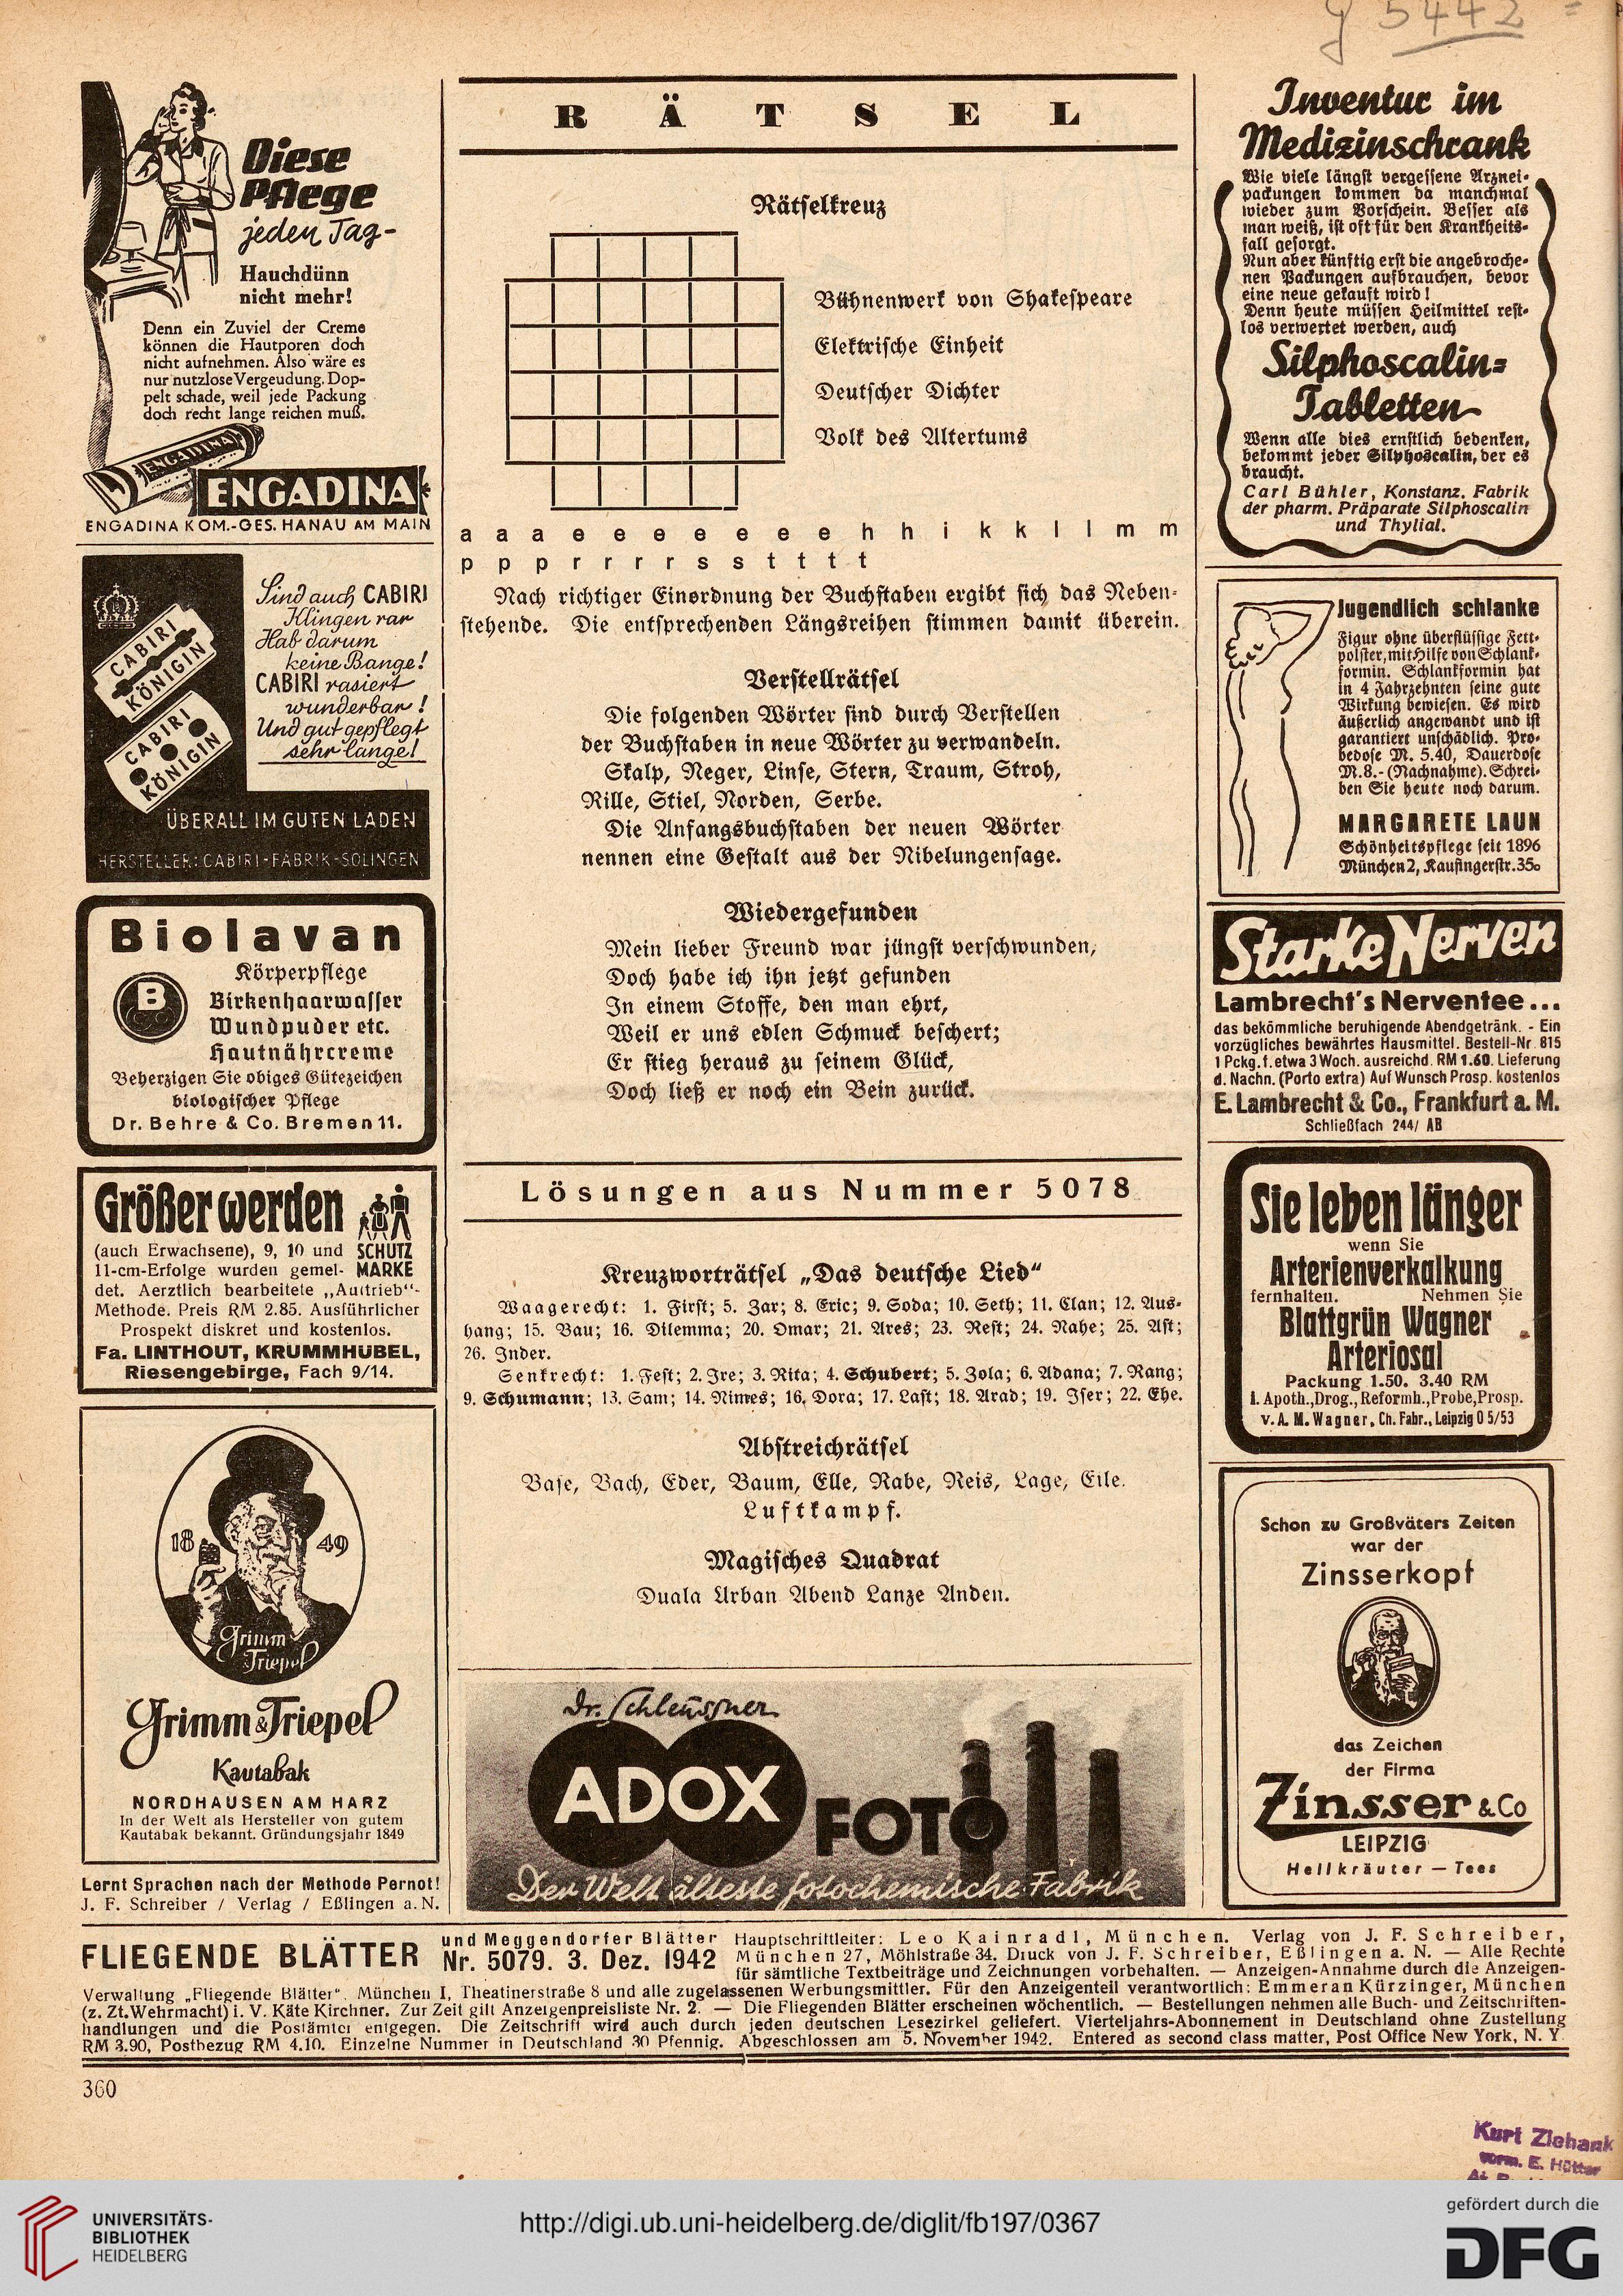 g 5442 =
Diese
Pflege
jeden Tag-
Hauchdünn
nicht mehr!
Denn ein Zuviel der Creme
können die Hautporen doch
nicht aufnehmen. Also wäre es
nur nutzlose Vergeudung. Dop-
pelt schade, weil jede Packung
doch recht lange reichen muß.
ENGADINA
ENGADINA
ENGADINA KOM.-GES. HANAU AM MAIN
CABIRI
KÖNIGIN
CABIRI
KÖNIGIN
Sind auch CABIRI
Klingen rar
Hab darum
keine Bange!
CABIRI rasiert
wunderbar!
Und gut gepflegt
sehr lange!
ÜBERALL IM GUTEN LADEN
HERSTELLER: CABIRI-FABRIK-SOLINGEN
Biolavan
B
Körperpflege
Birkenhaarwasser
Wundpuder etc.
Hautnährcreme
Beherzigen Sie obiges Gütezeichen
biologischer Pflege
Dr. Behre & Co. Bremen 11.
Größer werden
(auch Erwachsene), 9, 10 und SCHUTZ
11-cm-Erfolge wurden gemel- MARKE
det. Aerztlich bearbeitete „Auftrieb"-
Methode. Preis RM 2.85. Ausführlicher
Prospekt diskret und kostenlos.
Fa. LINTHOUT, KRUMMHÜBEL,
Riesengebirge, Fach 9/14.
18 49
Grimm
Triepel
Grimm & Triepel
Kautabak
NORDHAUSEN AM HARZ
In der Welt als Hersteller von gutem
Kautabak bekannt. Gründungsjahr 1849
Lernt Sprachen nach der Methode Pernot!
J. F. Schreiber / Verlag / Eßlingen a. N.
RÄTSEL
Rätselkreuz
Bühnenwerk von Shakespeare
Elektrische Einheit
Deutscher Dichter
Volk des Altertums
a a a e e e e e e e h h i k k l l m m
p p p r r r r s s t t t t
Nach richtiger Einordnung der Buchstaben ergibt sich das Neben-
stehende. Die entsprechenden Längsreihen stimmen damit überein.
Verstellrätsel
Die folgenden Wörter sind durch Verstellen
der Buchstaben in neue Wörter zu verwandeln.
Skalp, Neger, Linse, Stern, Traum, Stroh,
Rille, Stiel, Norden, Serbe.
Die Anfangsbuchstaben der neuen Wörter
nennen eine Gestalt aus der Nibelungensage.
Wiedergefunden
Mein lieber Freund war jüngst verschwunden,
Doch habe ich ihn jetzt gefunden
In einem Stoffe, den man ehrt,
Weil er uns edlen Schmuck beschert;
Er stieg heraus zu seinem Glück,
Doch ließ er noch ein Bein zurück.
Lösungen aus Nummer 5078
Kreuzworträtsel „Das deutsche Lied“
Waagerecht: 1. First; 5. Zar; 8. Eric; 9. Soda; 10. Seth; 11. Clan; 12. Aus-
hang; 15. Bau; 16. Dilemma; 20. Omar; 21. Ares; 23. Rest; 24. Nahe; 25. Ast;
26. Inder.
Senkrecht: 1. Fest; 2. Ire; 3. Rita; 4. Schubert; 5. Zola; 6. Adana; 7. Rang;
9. Schumann; 13. Sam; 14. Nimes; 16. Dora; 17. Last; 18. Arad; 19. Iser; 22. Ehe.
Abstreichrätsel
Base, Bach, Eder, Baum, Elle, Rabe, Reis, Lage, Eile.
Luftkampf.
Magisches Quadrat
Duala Urban Abend Lanze Anden.
Dr. Schleussner
ADOX FOTO
Der Welt älteste fotochemische Fabrik
Inventur im
Medizinschrank
Wie viele längst vergessene Arznei-
packungen kommen da manchmal
wieder zum Vorschein. Besser als
man weiß, ist oft für den Krankheits-
fall gesorgt.
Nun aber künftig erst die angebroche-
nen Packungen aufbrauchen, bevor
eine neue gekauft wird!
Denn heute müssen Heilmittel rest-
los verwertet werden, auch
Silphoscalin-
Tabletten
Wenn alle dies ernstlich bedenken,
bekommt jeder Silphoscalin, der es
braucht.
Carl Bühler, Konstanz. Fabrik
der pharm. Präparate Silphoscalin
und Thylial.
Jugendlich schlanke
Figur ohne überflüssige Fett-
polster, mit Hilfe von Schlank-
formin. Schlankformin hat
in 4 Jahrzehnten seine gute
Wirkung bewiesen. Es wird
äußerlich angewandt und ist
garantiert unschädlich. Pro-
bedose M. 5.40, Dauerdose
M. 8.- (Nachnahme). Schrei-
ben Sie heute noch darum.
MARGARETE LAUN
Schönheitspflege seit 1896
München 2, Kaufingerstr. 35
Starke Nerven
Lambrecht's Nerventee...
das bekömmliche beruhigende Abendgetränk. - Ein
vorzügliches bewährtes Hausmittel. Bestell-Nr. 815
1 Pckg. f. etwa 3 Woch. ausreichd. RM 1.60. Lieferung
d. Nachn. (Porto extra) Auf Wunsch Prosp. kostenlos
E. Lambrecht & Co., Frankfurt a. M.
Schließfach 244/ AB
Sie leben länger
wenn Sie
Arterienverkalkung
fernhalten. Nehmen Sie
Blattgrün Wagner
Arteriosal
Packung 1.50. 3.40 RM
i. Apoth., Drog., Reformh., Probe, Prosp.
v. A. M. Wagner, Ch. Fabr., Leipzig O 5/53
Schon zu Großväters Zeiten
war der
Zinsserkopf
das Zeichen
der Firma
Zinsser & Co
LEIPZIG
Heilkräuter — Tees
FLIEGENDE BLÄTTER und Meggendorfer Blätter
Nr. 5079. 3. Dez. 1942
Hauptschriftleiter: Leo Kainradl, München. Verlag von J. F. Schreiber,
München 27, Möhlstraße 34. Druck von J. F. Schreiber, Eßlingen a. N. — Alle Rechte
für sämtliche Textbeiträge und Zeichnungen vorbehalten. — Anzeigen-Annahme durch die Anzeigen-
Verwaltung „Fliegende Blätter". München 1, Theatinerstraße 8 und alle zugelassenen Werbungsmittler. Für den Anzeigenteil verantwortlich: Emmeran Kürzinger, München
(z. Zt. Wehrmacht) i. V. Käte Kirchner. Zur Zeit gilt Anzeigenpreisliste Nr. 2. — Die Fliegenden Blätter erscheinen wöchentlich. — Bestellungen nehmen alle Buch- und Zeitschriften-
handlungen und die Postämter entgegen. Die Zeitschrift wird auch durch jeden deutschen Lesezirkel geliefert. Vierteljahrs-Abonnement in Deutschland ohne Zustellung
RM 3.90, Postbezug RM 4.10. Einzelne Nummer in Deutschland 30 Pfennig. Abgeschlossen am 5. November 1942. Entered as second class matter, Post Office New York, N. Y
360
Kurt Ziehank
vorm. E. Hütter
UNIVERSITÄTS-
BIBLIOTHEK
HEIDELBERG
http://digi.ub.uni-heidelberg.de/diglit/fb197/0367
gefördert durch die
DFG